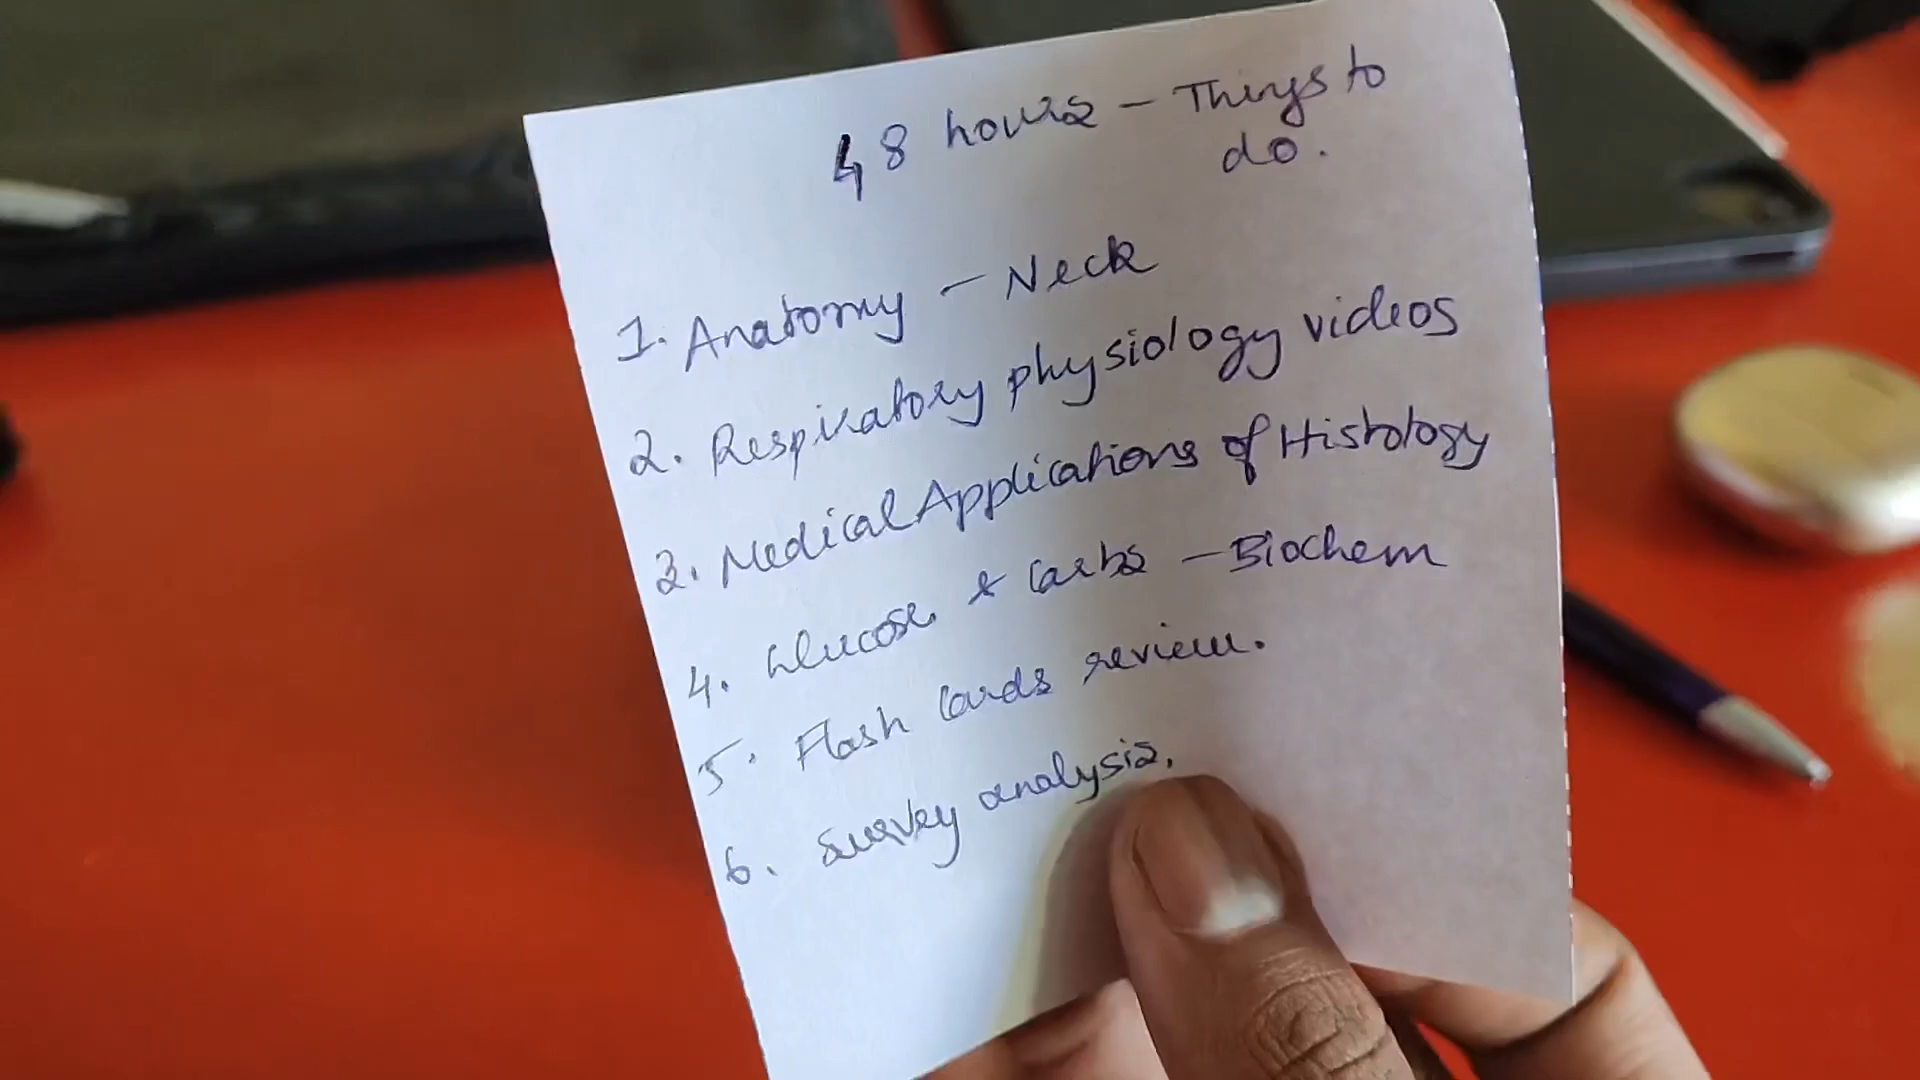 48 hours - Things to
do.
1. Anatomy - Neck
2. Respiratory physiology videos
3. Medical Applications of Histology
4. Glucose & Carbs - Biochem
5. Flash Cards review.
6. Survey analysis.